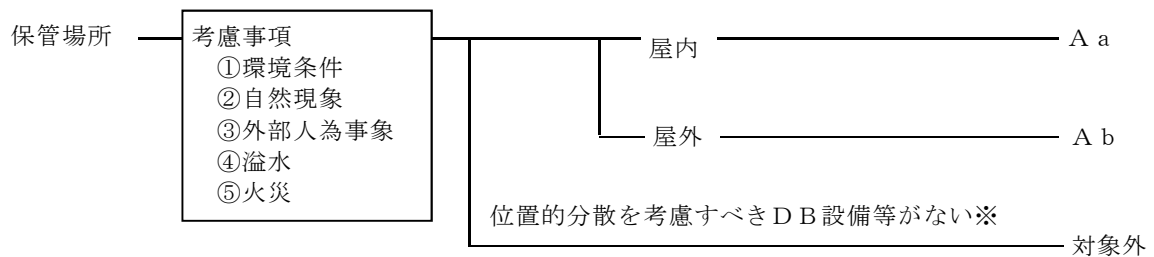 保管場所
考慮事項
①環境条件
②自然現象
③外部人為事象
④溢水
⑤火災
屋内
Ａａ
屋外
Ａｂ
位置的分散を考慮すべきＤＢ設備等がない※
対象外